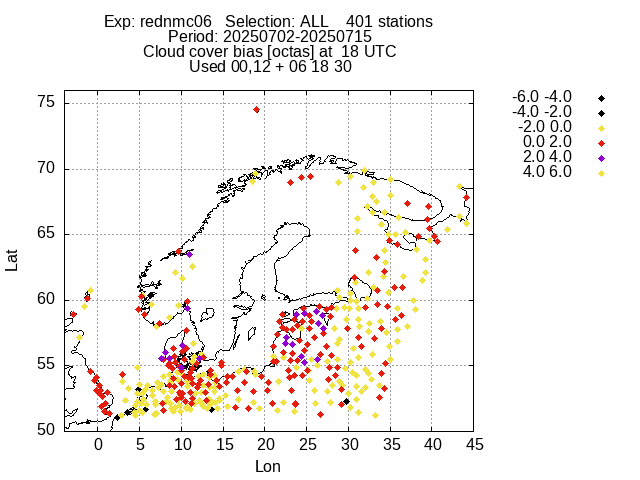 Exp: rednmc06 Selection: ALL 401 stations
Period: 20250702-20250715
Cloud cover bias [octas] at 18 UTC
Used 00,12 + 06 18 30
-6.0 -4.0
-4.0 -2.0
-2.0 0.0
0.0 2.0
2.0 4.0
4.0 6.0
75
70
65
60
55
50
Lat
0 5 10 15 20 25 30 35 40 45
Lon